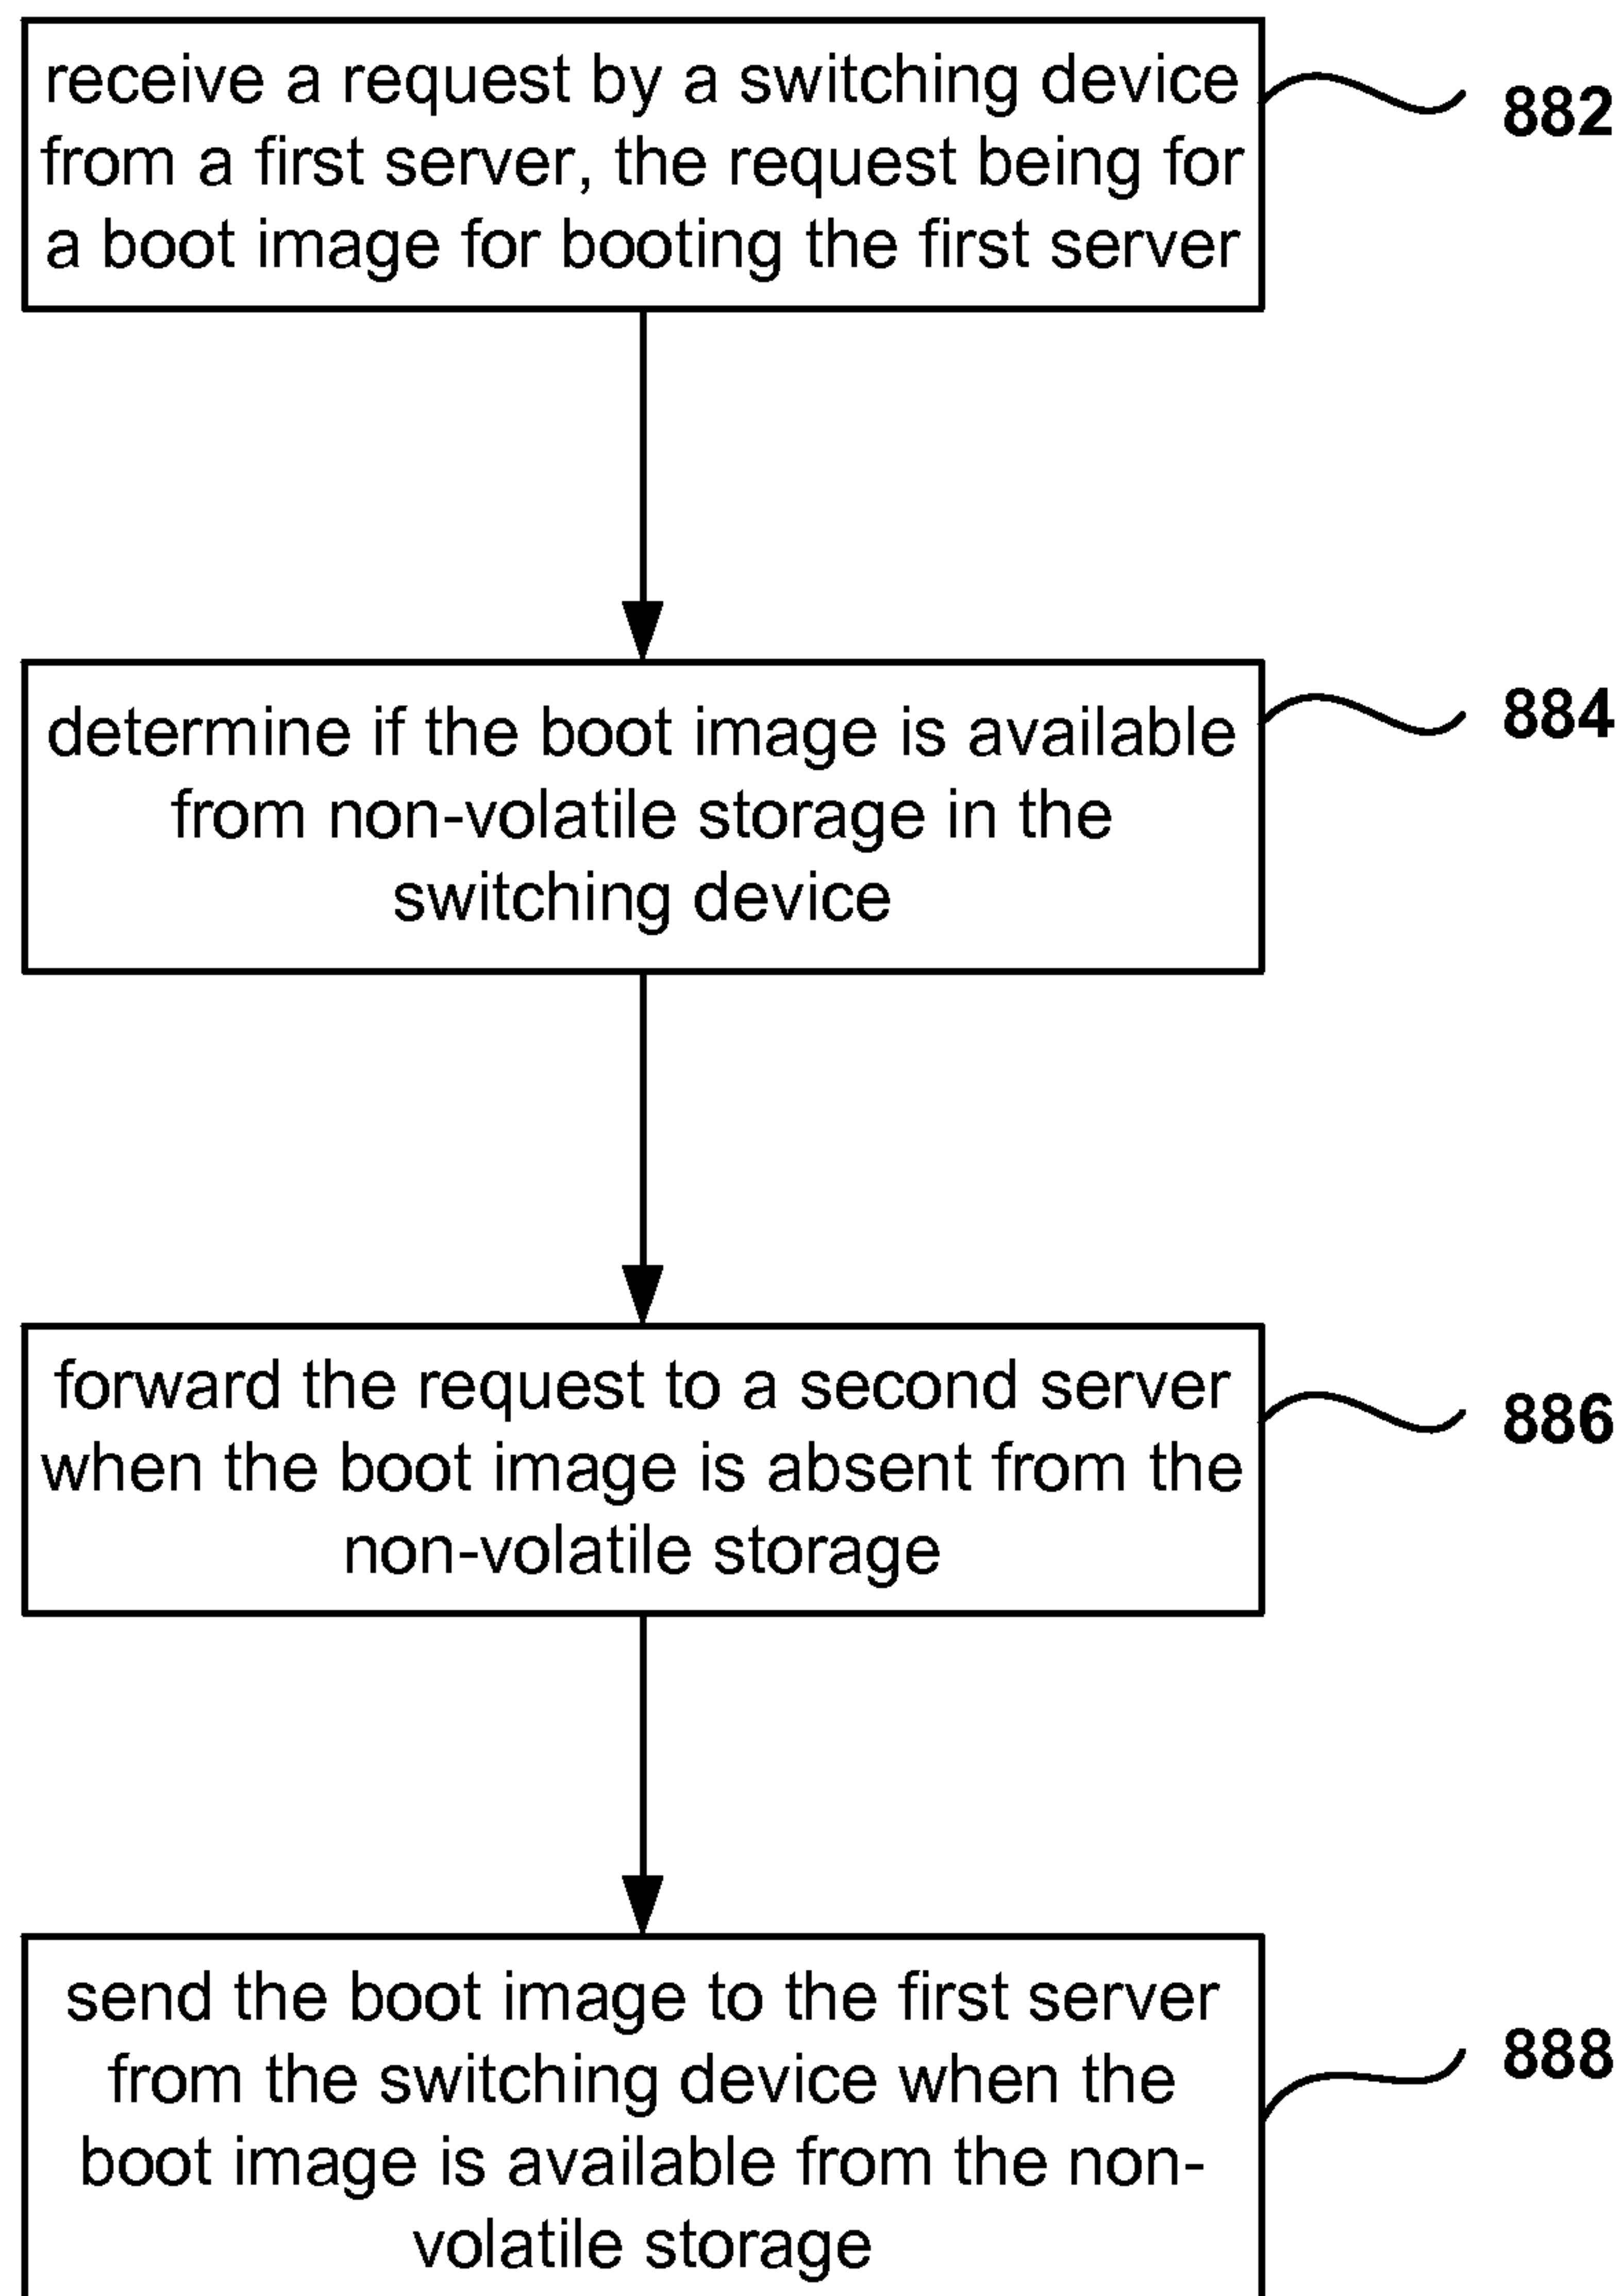 receive a request by a switching device
from a first server, the request being for
a boot image for booting the first server
882
determine if the boot image is available
from non-volatile storage in the
switching device
884
forward the request to a second server
when the boot image is absent from the
non-volatile storage
886
send the boot image to the first server
from the switching device when the
boot image is available from the non-
volatile storage
888